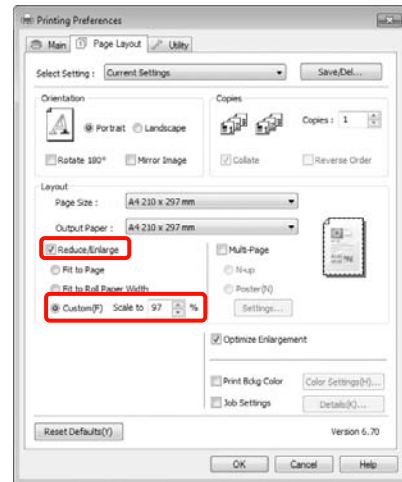 Printing Preferences
Main Page Layout Utility
Select Setting : Current Settings Save/Del...
Orientation Copies
Portrait Landscape Copies : 1
Rotate 180° Mirror Image Collate Reverse Order
Layout
Page Size : A4 210 x 297 mm
Output Paper : A4 210 x 297 mm
Reduce/Enlarge Multi-Page
Fit to Page N-up
Fit to Roll Paper Width Poster(N)
Custom(F) Scale to 97 % Settings...
Optimize Enlargement
Print Bckg Color Color Settings(H)...
Job Settings Details(K)...
Reset Defaults(Y) Version 6.70
OK Cancel Help